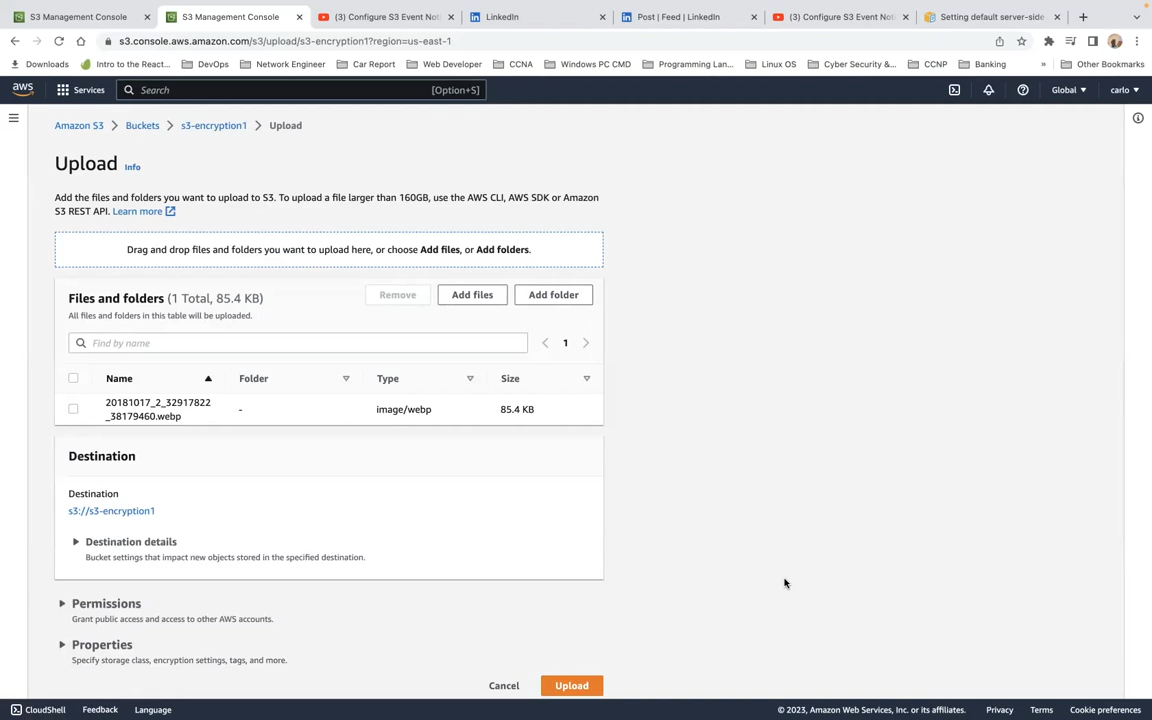 S3 Management Console
S3 Management Console
(3) Configure S3 Event Noti
LinkedIn
Post | Feed | LinkedIn
(3) Configure S3 Event Not
Setting default server-side
s3.console.aws.amazon.com/s3/upload/s3-encryption1?region=us-east-1
Downloads
Intro to the React...
DevOps
Network Engineer
Car Report
Web Developer
CCNA
Windows PC CMD
Programming Lan...
Linux OS
Cyber Security &...
CCNP
Banking
»
Other Bookmarks
aws
Services
Search
[Option+S]
Global
carlo
Amazon S3 > Buckets > s3-encryption1 > Upload
Upload Info
Add the files and folders you want to upload to S3. To upload a file larger than 160GB, use the AWS CLI, AWS SDK or Amazon
S3 REST API. Learn more
Drag and drop files and folders you want to upload here, or choose Add files, or Add folders.
Files and folders (1 Total, 85.4 KB)
Remove
Add files
Add folder
All files and folders in this table will be uploaded.
Find by name
1
Name
Folder
Type
Size
20181017_2_32917822
_38179460.webp
-
image/webp
85.4 KB
Destination
Destination
s3://s3-encryption1
Destination details
Bucket settings that impact new objects stored in the specified destination.
Permissions
Grant public access and access to other AWS accounts.
Properties
Specify storage class, encryption settings, tags, and more.
Cancel
Upload
CloudShell
Feedback
Language
© 2023, Amazon Web Services, Inc. or its affiliates.
Privacy
Terms
Cookie preferences